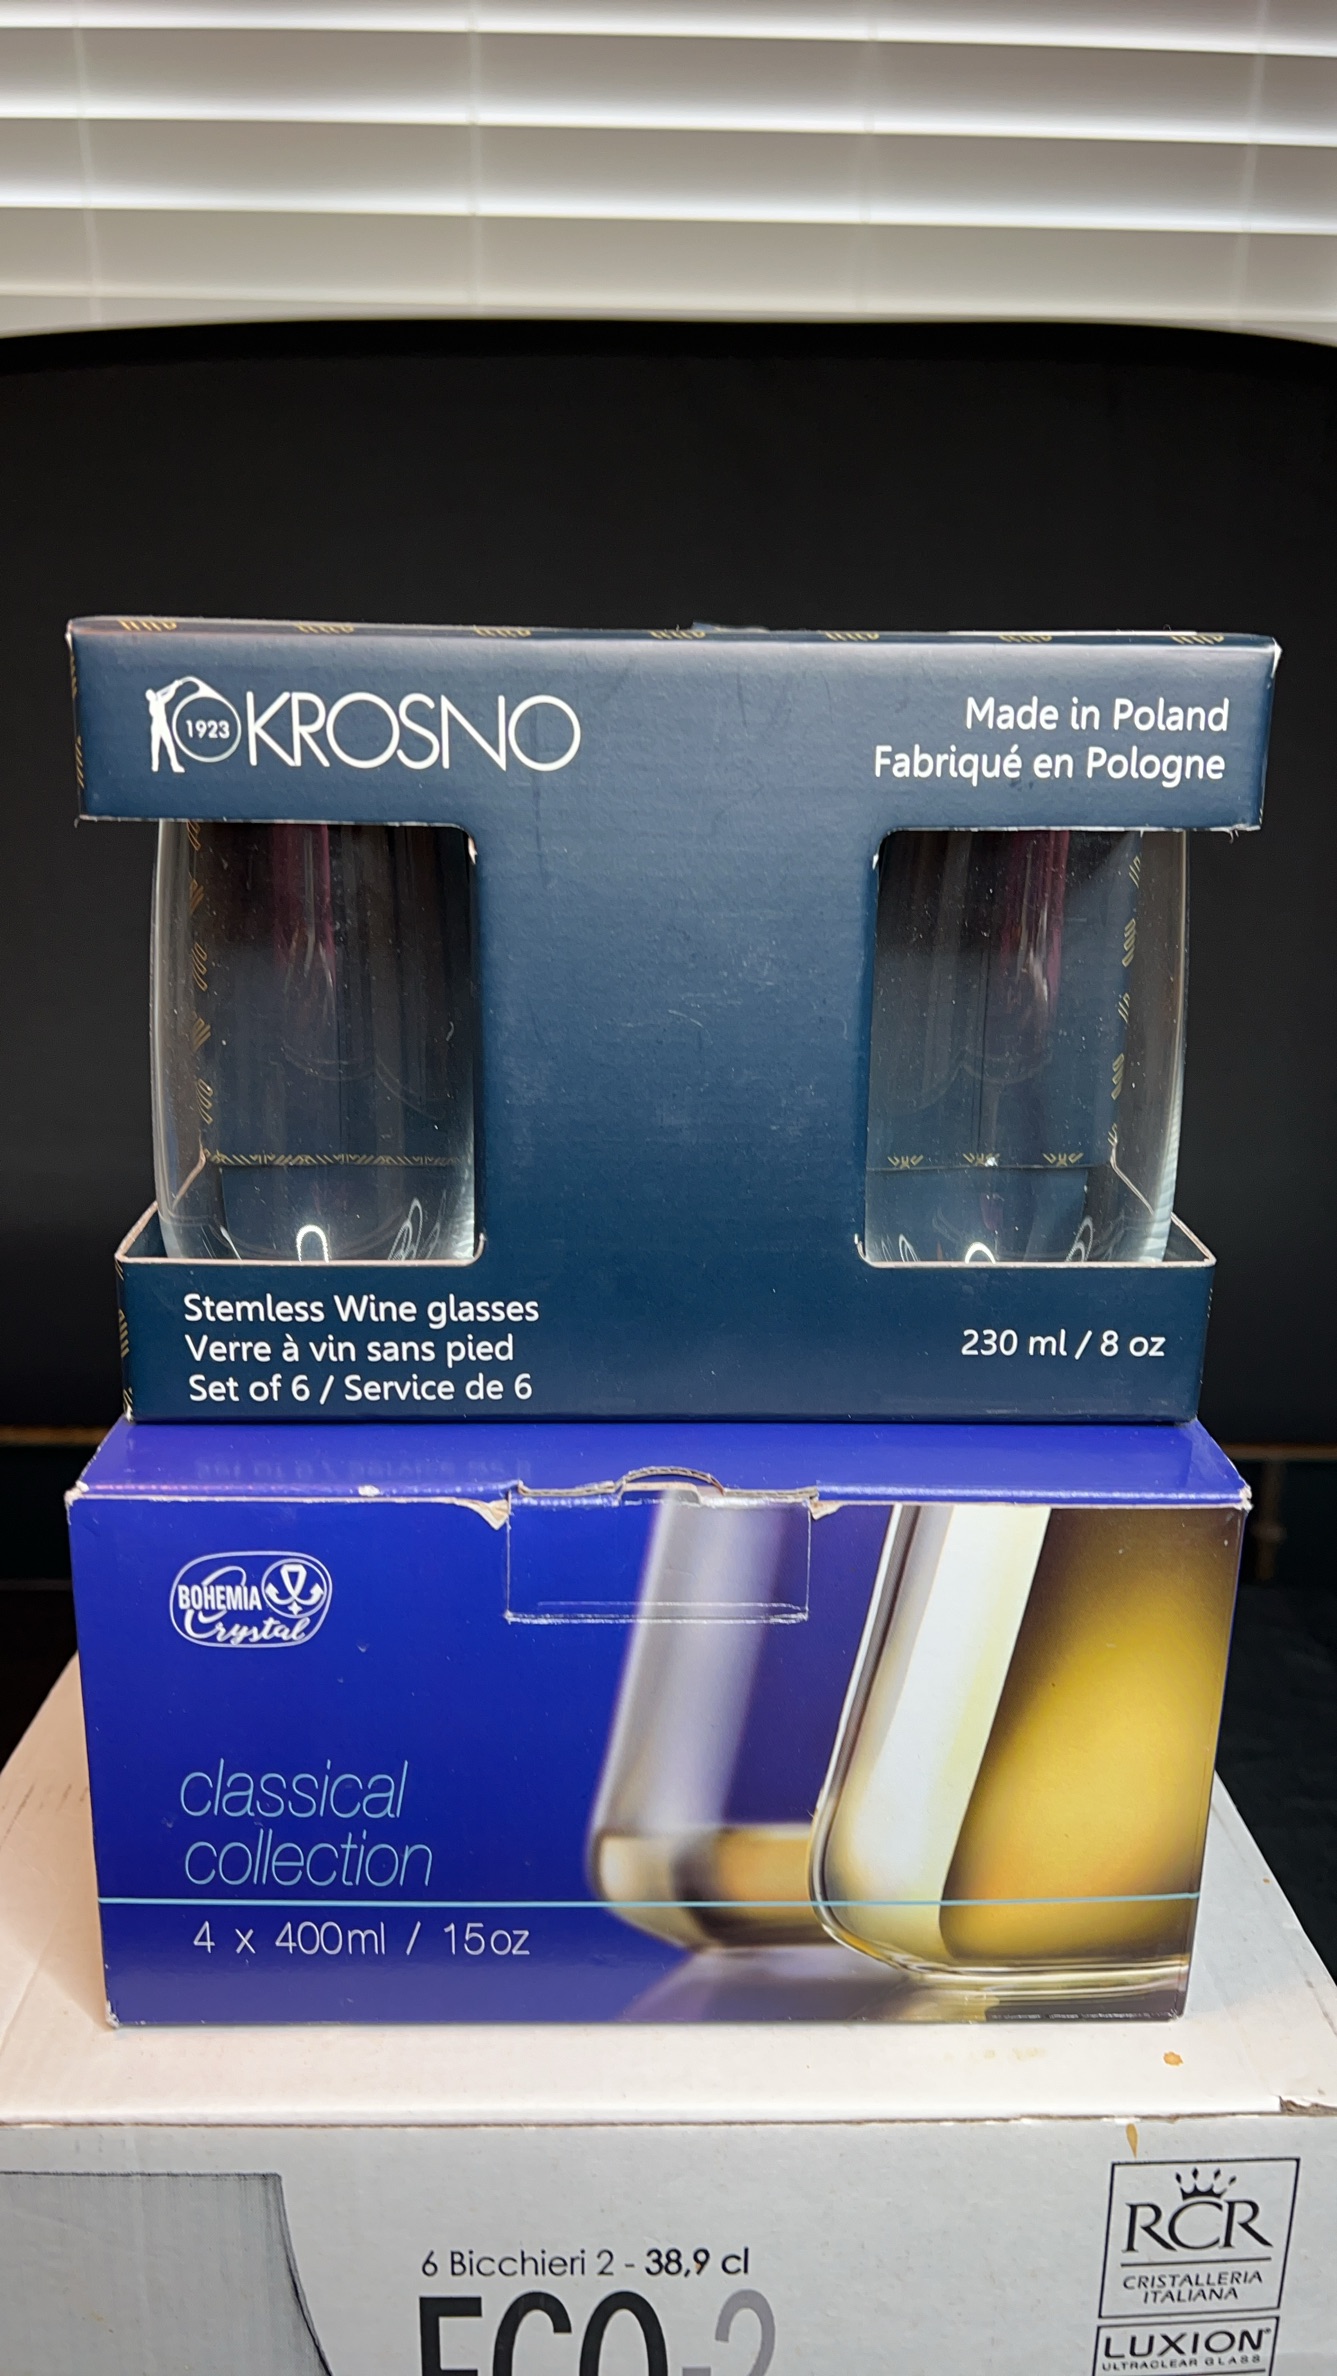 1923 KROSNO
Made in Poland
Fabriqué en Pologne
Stemless Wine glasses
Verre à vin sans pied
Set of 6 / Service de 6
230 ml / 8 oz
BOHEMIA
Crystal
classical
collection
4 x 400ml / 15oz
6 Bicchieri 2 - 38,9 cl
ECO-2
RCR
CRISTALLERIA
ITALIANA
LUXION®
ULTRACLEAR GLASS